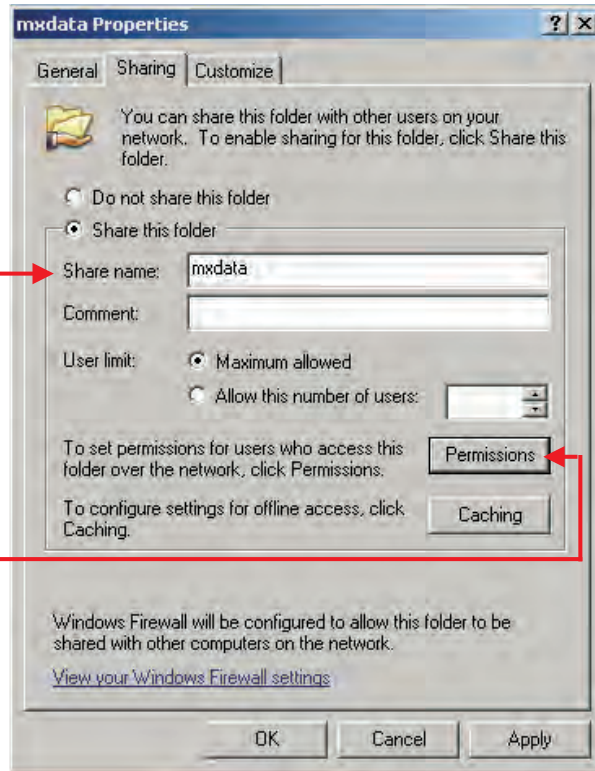 mxdata Properties
? ×
General Sharing Customize
You can share this folder with other users on your
network. To enable sharing for this folder, click Share this
folder.
Do not share this folder
Share this folder
Share name: mxdata
Comment:
User limit: Maximum allowed
Allow this number of users:
To set permissions for users who access this
folder over the network, click Permissions.
Permissions
To configure settings for offline access, click
Caching.
Caching
Windows Firewall will be configured to allow this folder to be
shared with other computers on the network.
View your Windows Firewall settings
OK Cancel Apply